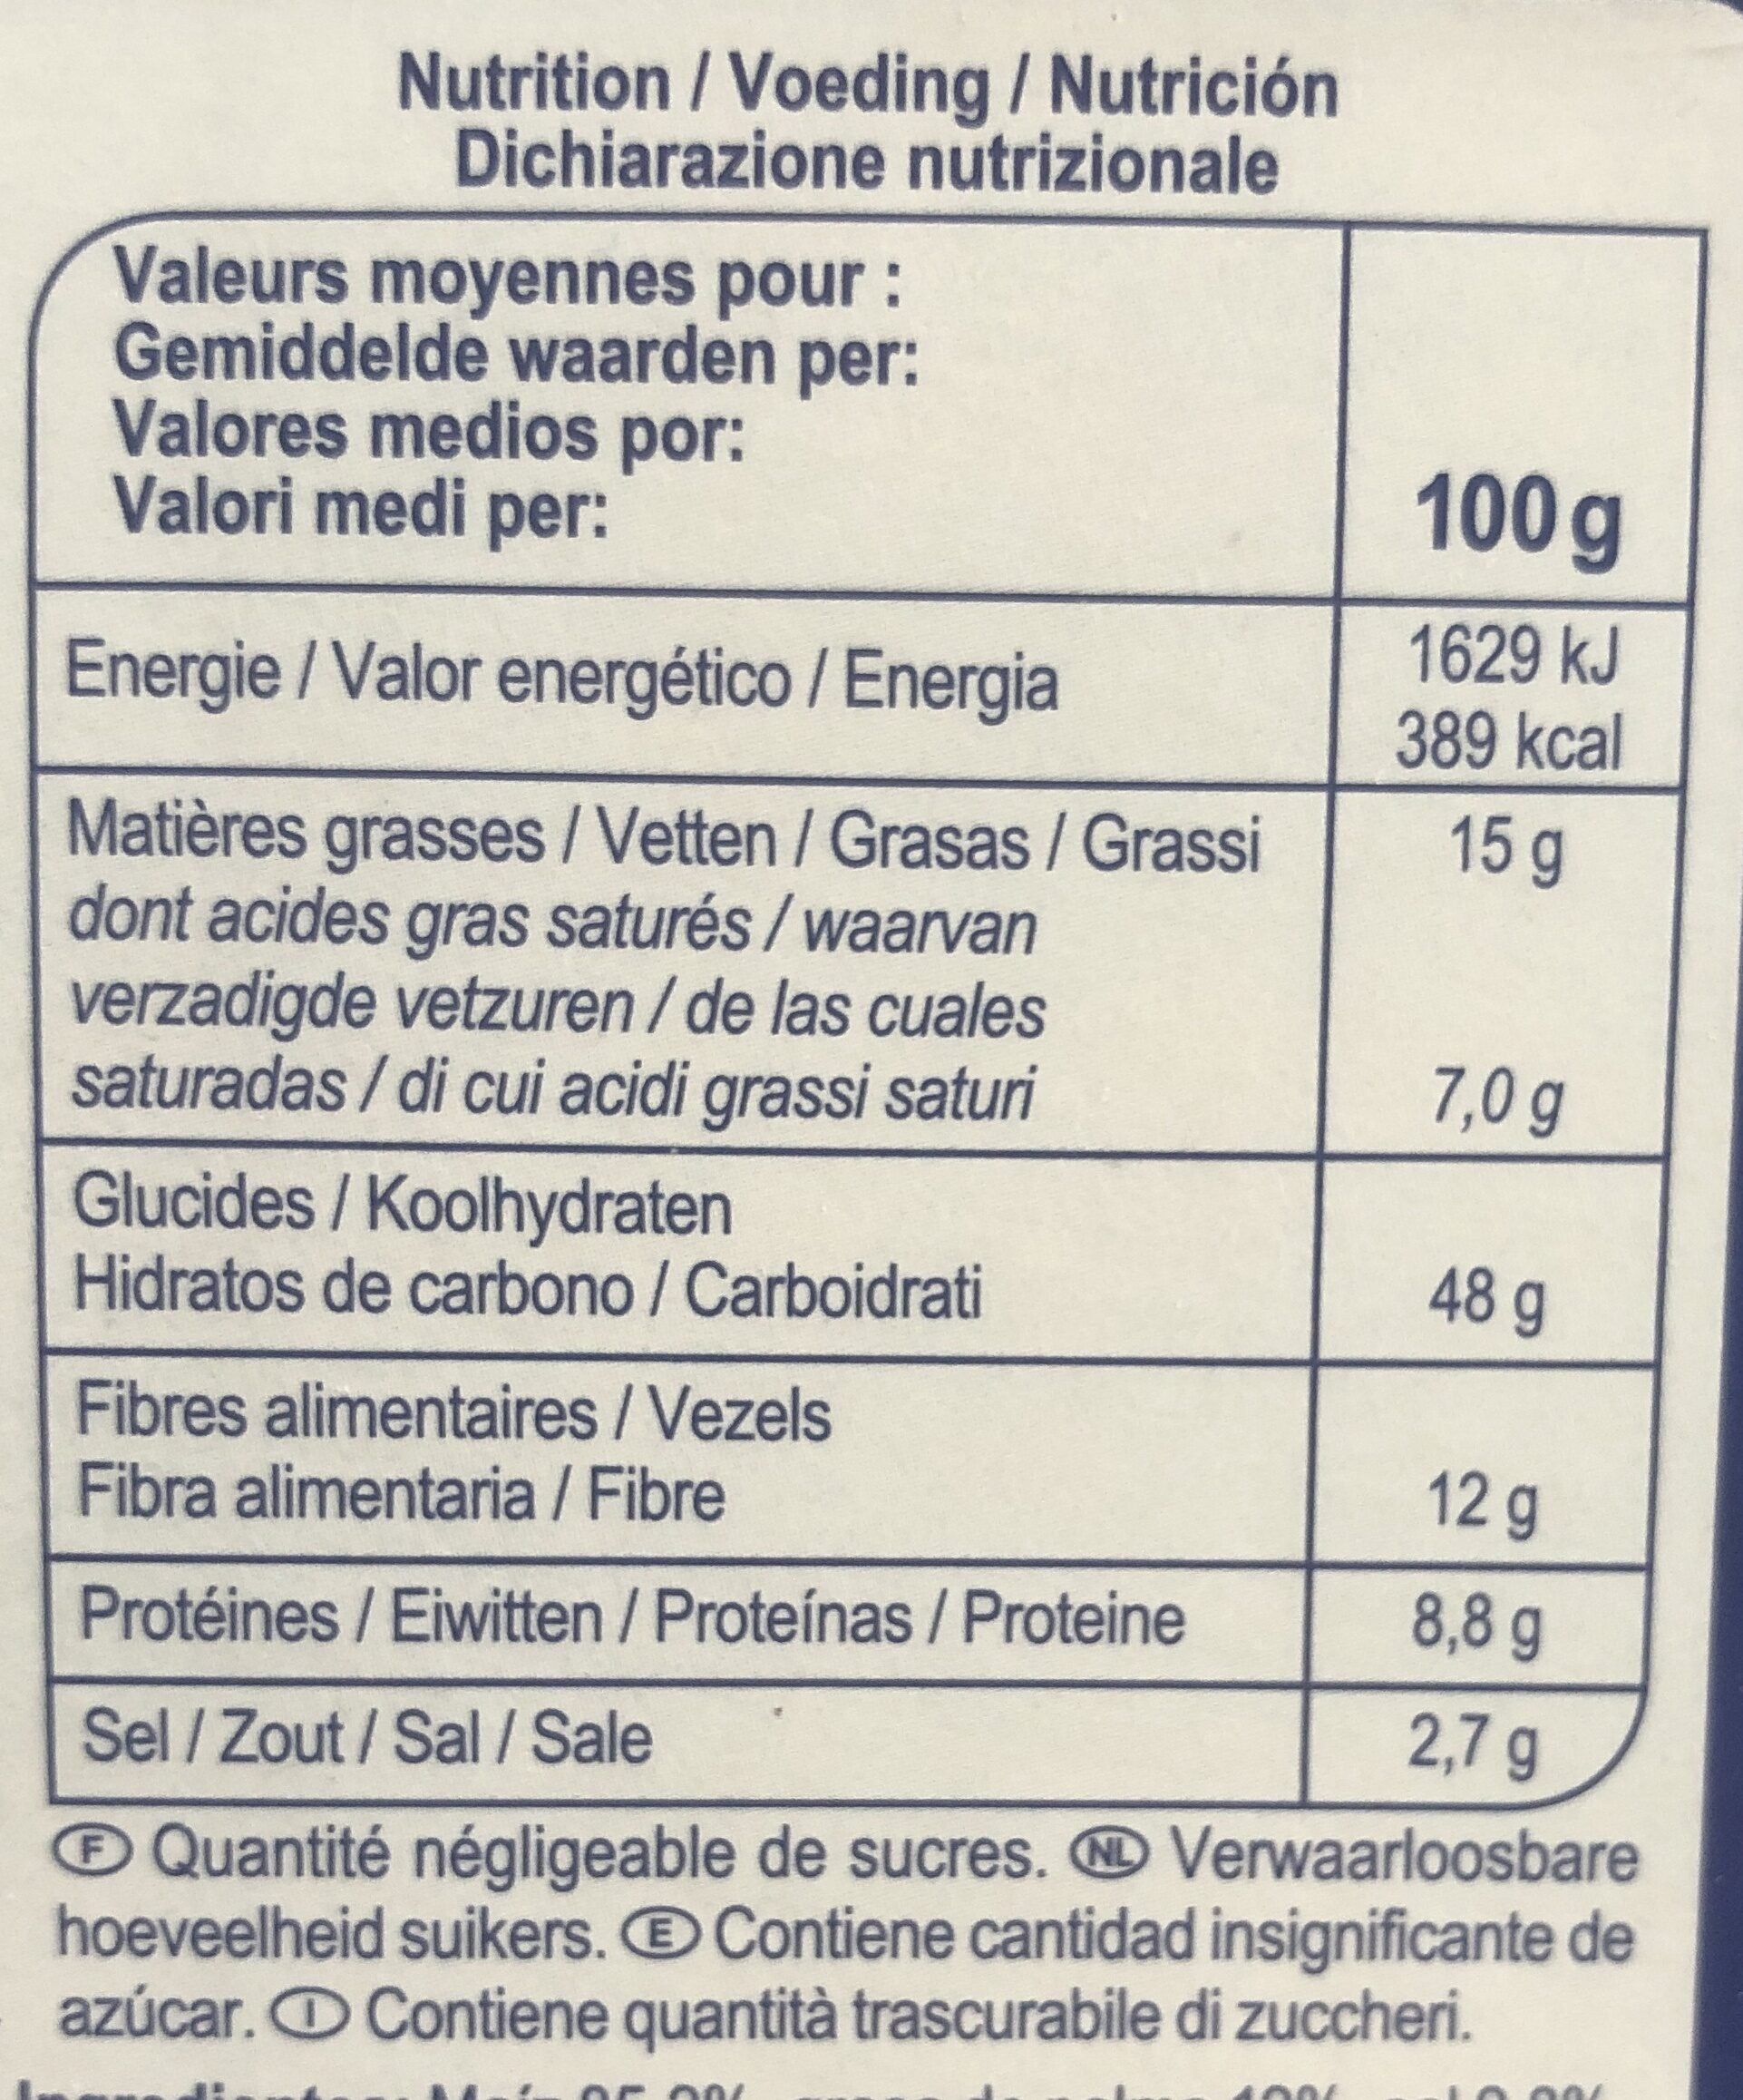 Nutrition / Voeding / Nutrición
Dichiarazione nutrizionale
Valeurs moyennes pour :
Gemiddelde waarden per:
Valores medios por:
Valori medi per:
100 g
Energie / Valor energético / Energia
1629 kJ
389 kcal
Matières grasses / Vetten / Grasas / Grassi 15 g
dont acides gras saturés / waarvan
verzadigde vetzuren / de las cuales
saturadas / di cui acidi grassi saturi 7,0 g
Glucides / Koolhydraten
Hidratos de carbono / Carboidrati 48 g
Fibres alimentaires / Vezels
Fibra alimentaria / Fibre 12 g
Protéines / Eiwitten / Proteínas / Proteine 8,8 g
Sel / Zout / Sal / Sale 2,7 g
F Quantité négligeable de sucres. NL Verwaarloosbare
hoeveelheid suikers. E Contiene cantidad insignificante de
azúcar. I Contiene quantità trascurabile di zuccheri.